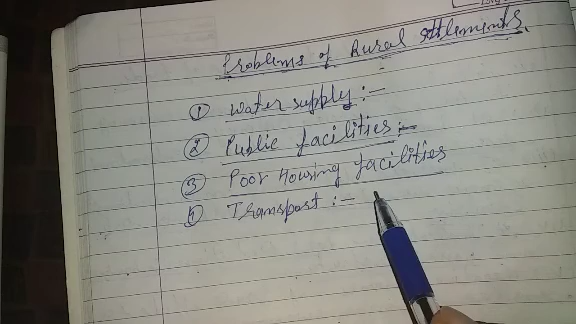 Problems of Rural Settlements
① Water supply :-
② Public facilities :-
③ Poor Housing facilities
④ Transport :-